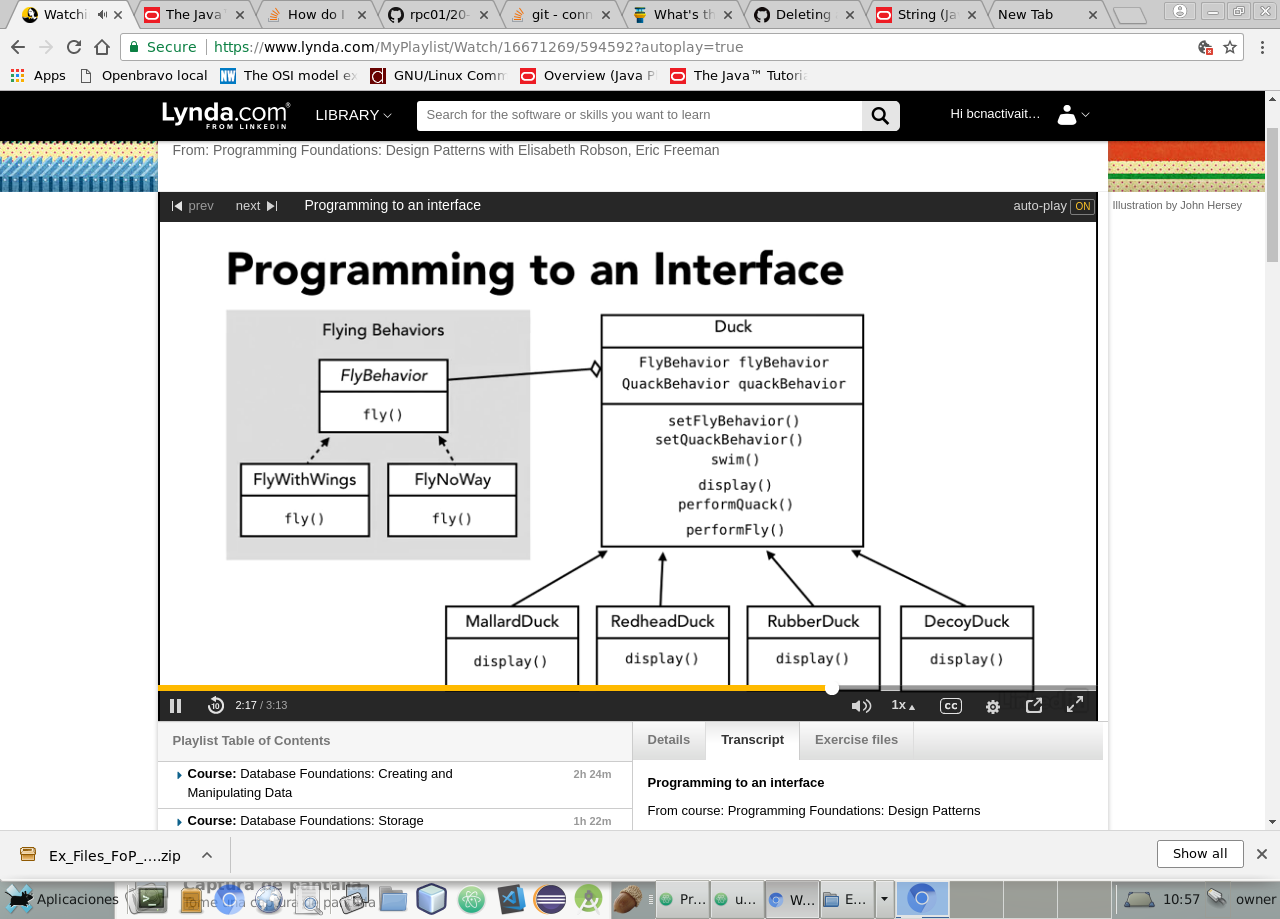 Watchi
The Java
How do I
rpc01/20-
git - conn
What's th
Deleting
String (Ja
New Tab
Secure
https://www.lynda.com/MyPlaylist/Watch/16671269/594592?autoplay=true
Apps
Openbravo local
The OSI model ex
GNU/Linux Comm
Overview (Java P
The Java™ Tutoria
Lynda.com®
FROM LINKEDIN
LIBRARY
Search for the software or skills you want to learn
Hi bcnactivait...
From: Programming Foundations: Design Patterns with Elisabeth Robson, Eric Freeman
prev
next
Programming to an interface
auto-play ON
Illustration by John Hersey
Programming to an Interface
Flying Behaviors
FlyBehavior
fly()
FlyWithWings
fly()
FlyNoWay
fly()
Duck
FlyBehavior flyBehavior
QuackBehavior quackBehavior
setFlyBehavior()
setQuackBehavior()
swim()
display()
performQuack()
performFly()
MallardDuck
display()
RedheadDuck
display()
RubberDuck
display()
DecoyDuck
display()
10
2:17 / 3:13
1x
cc
Playlist Table of Contents
Details
Transcript
Exercise files
Course: Database Foundations: Creating and
Manipulating Data
2h 24m
Course: Database Foundations: Storage
1h 22m
Programming to an interface
From course: Programming Foundations: Design Patterns
Ex_Files_FoP_....zip
Show all
Aplicaciones
Captura de pantalla
Tome una captura de pantalla
Pr...
u...
W...
E...
10:57
owner